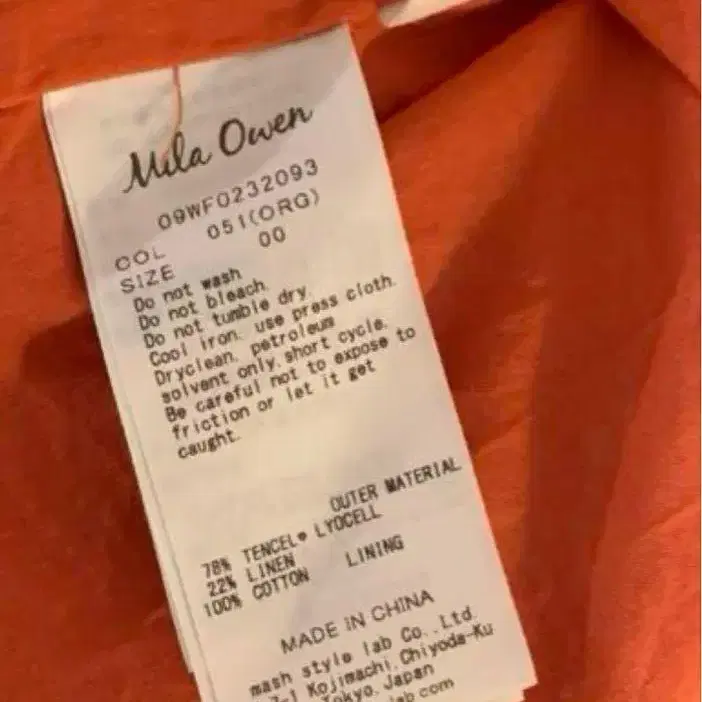 Mila Owen
09WF0232093
COL 051(ORG)
SIZE 00
Do not wash
Do not bleach.
Do not tumble dry.
Cool iron. use press cloth.
Dryclean. petroleum
solvent only. short cycle.
Be careful not to expose to
friction or let it get
caught.
OUTER MATERIAL
78% TENCEL® LYOCELL
22% LINEN
LINING
100% COTTON
MADE IN CHINA
mash style lab Co., Ltd.
Kojimachi, Chiyoda-Ku
Tokyo, Japan
lab.com